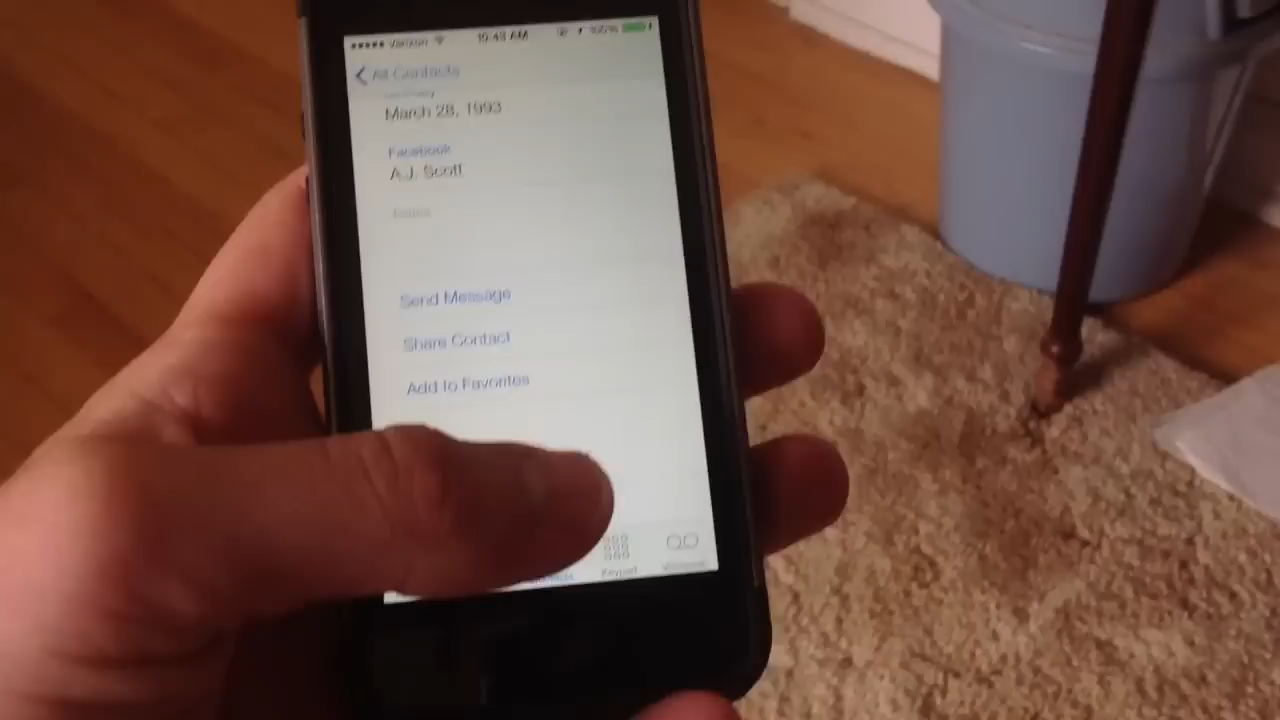 Verizon 10:43 AM 100%
All Contacts
March 28, 1993
Facebook
A.J. Scott
Notes
Send Message
Share Contact
Add to Favorites
Keypad